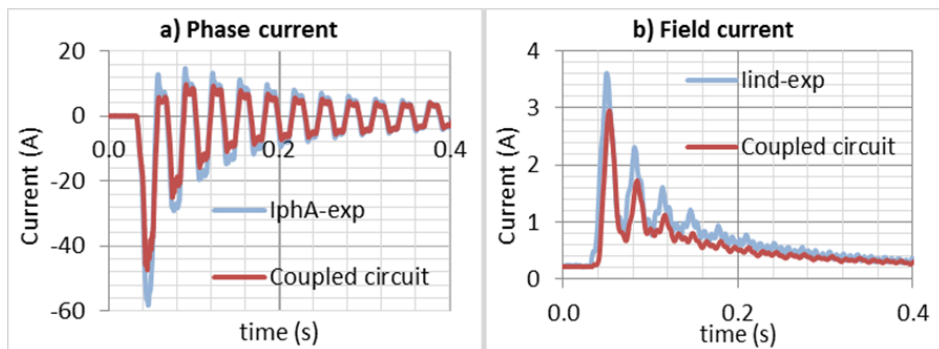 a) Phase current
20
0
-20
-40
-60
0.0
0.2
0.4
Current (A)
time (s)
IphA-exp
Coupled circuit
b) Field current
4
3
2
1
0
0.0
0.2
0.4
Current (A)
time (s)
Iind-exp
Coupled circuit